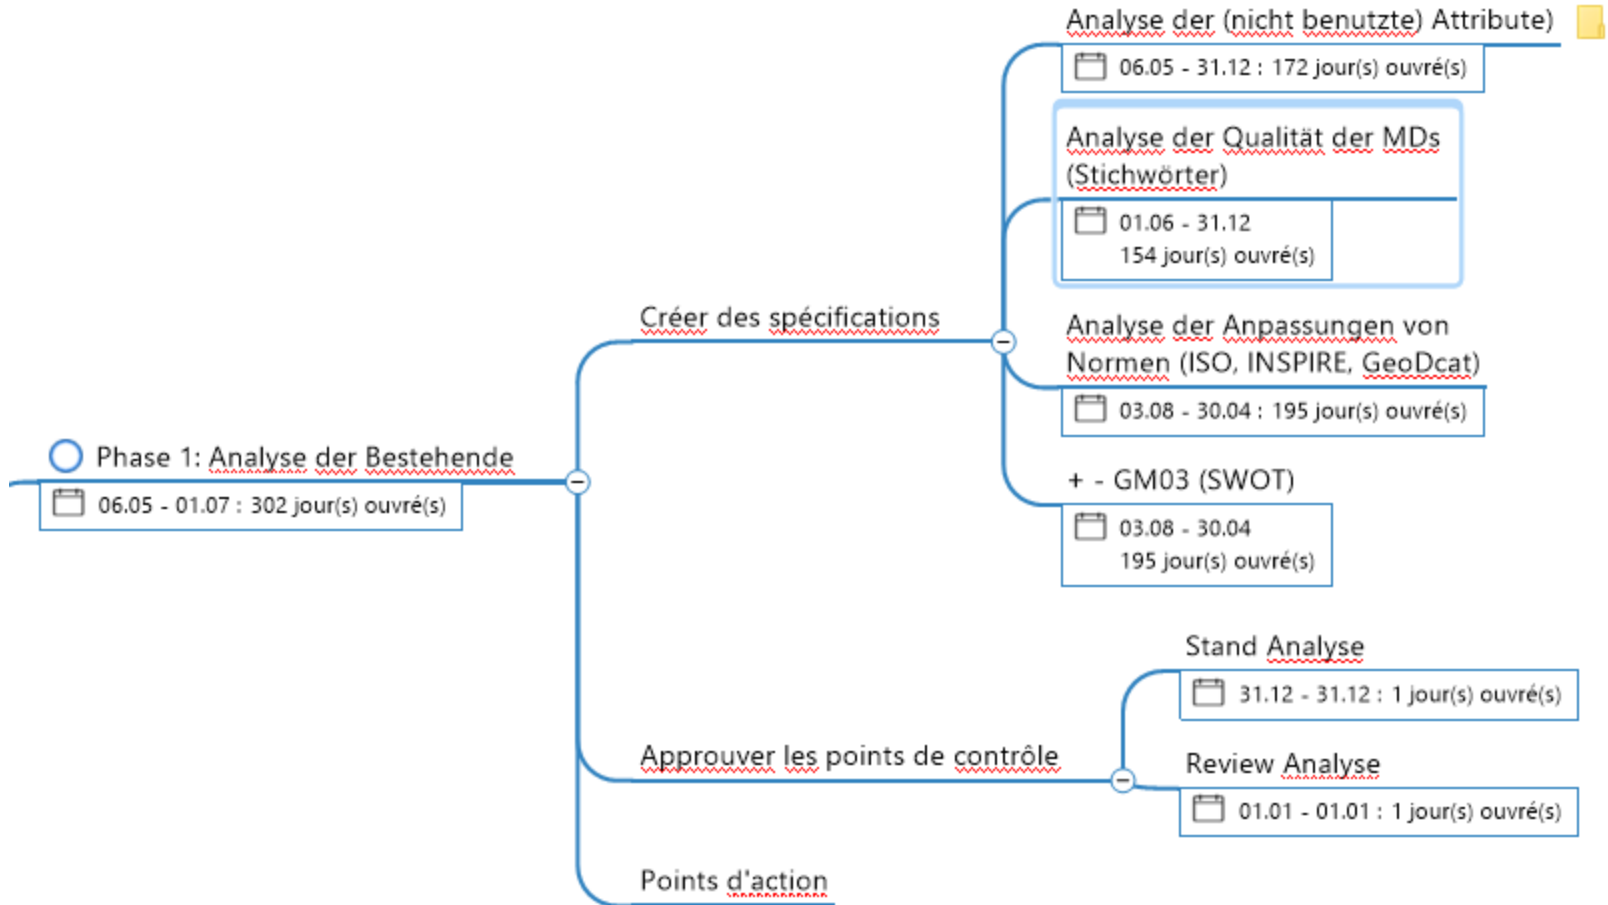 Analyse der (nicht benutzte) Attribute)
06.05 - 31.12 : 172 jour(s) ouvré(s)
Analyse der Qualität der MDs
(Stichwörter)
01.06 - 31.12
154 jour(s) ouvré(s)
Créer des spécifications
Analyse der Anpassungen von
Normen (ISO, INSPIRE, GeoDcat)
03.08 - 30.04 : 195 jour(s) ouvré(s)
Phase 1: Analyse der Bestehende
06.05 - 01.07 : 302 jour(s) ouvré(s)
+ - GM03 (SWOT)
03.08 - 30.04
195 jour(s) ouvré(s)
Stand Analyse
31.12 - 31.12 : 1 jour(s) ouvré(s)
Approuver les points de contrôle
Review Analyse
01.01 - 01.01 : 1 jour(s) ouvré(s)
Points d'action